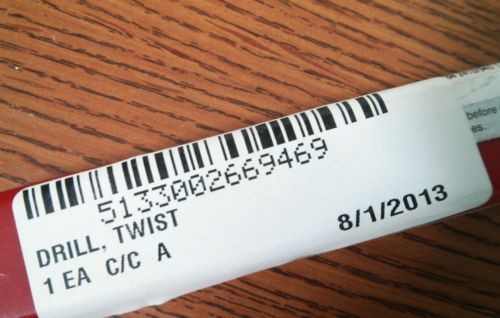 5133002669469
DRILL, TWIST
1 EA C/C A
8/1/2013
before
es.